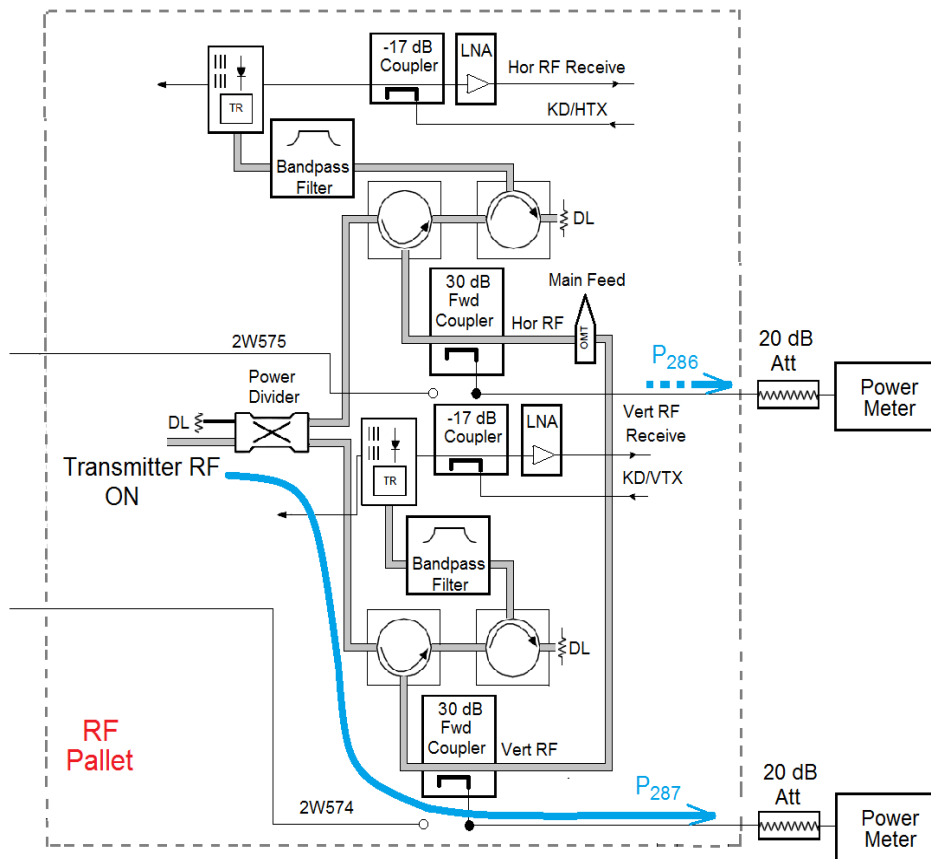 -17 dB
Coupler
LNA
Hor RF Receive
KD/HTX
TR
Bandpass
Filter
DL
30 dB
Fwd
Coupler
Main Feed
Hor RF
OMT
2W575
P286
20 dB
Att
Power
Meter
Power
Divider
DL
-17 dB
Coupler
LNA
Vert RF
Receive
KD/VTX
TR
Transmitter RF
ON
Bandpass
Filter
DL
30 dB
Fwd
Coupler
Vert RF
RF
Pallet
2W574
P287
20 dB
Att
Power
Meter